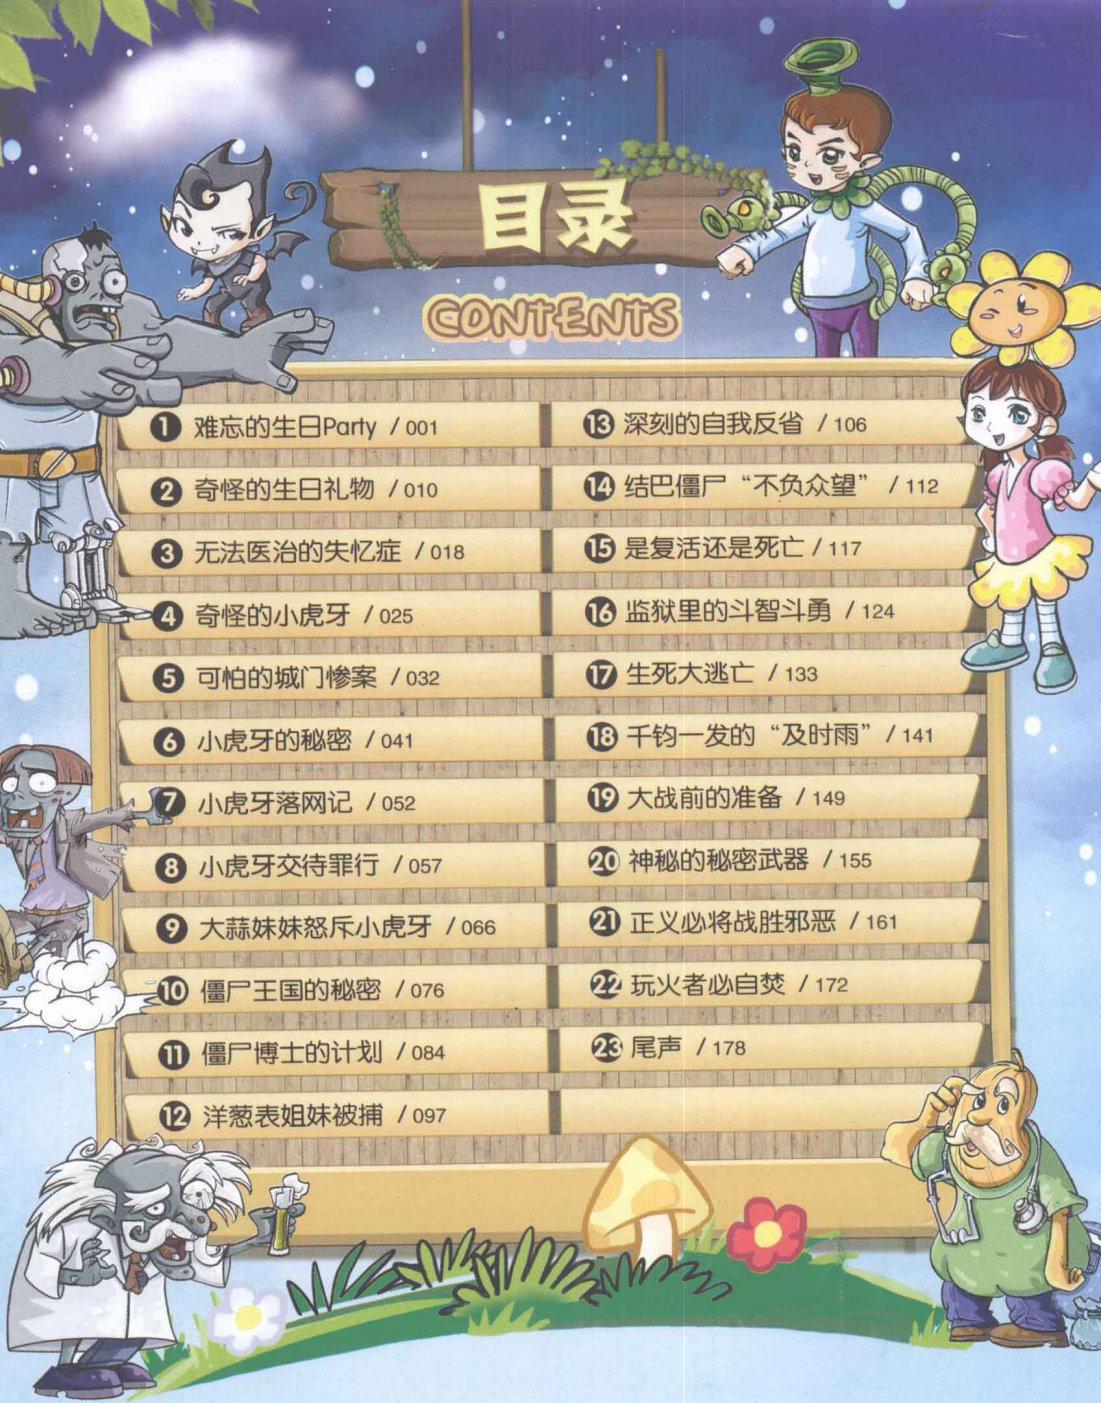 目录
CONTENTS
1 难忘的生日Party / 001
2 奇怪的生日礼物 / 010
3 无法医治的失忆症 / 018
4 奇怪的小虎牙 / 025
5 可怕的城门惨案 / 032
6 小虎牙的秘密 / 041
7 小虎牙落网记 / 052
8 小虎牙交待罪行 / 057
9 大蒜妹妹怒斥小虎牙 / 066
10 僵尸王国的秘密 / 076
11 僵尸博士的计划 / 084
12 洋葱表姐妹被捕 / 097
13 深刻的自我反省 / 106
14 结巴僵尸“不负众望” / 112
15 是复活还是死亡 / 117
16 监狱里的斗智斗勇 / 124
17 生死大逃亡 / 133
18 千钧一发的“及时雨” / 141
19 大战前的准备 / 149
20 神秘的秘密武器 / 155
21 正义必将战胜邪恶 / 161
22 玩火者必自焚 / 172
23 尾声 / 178